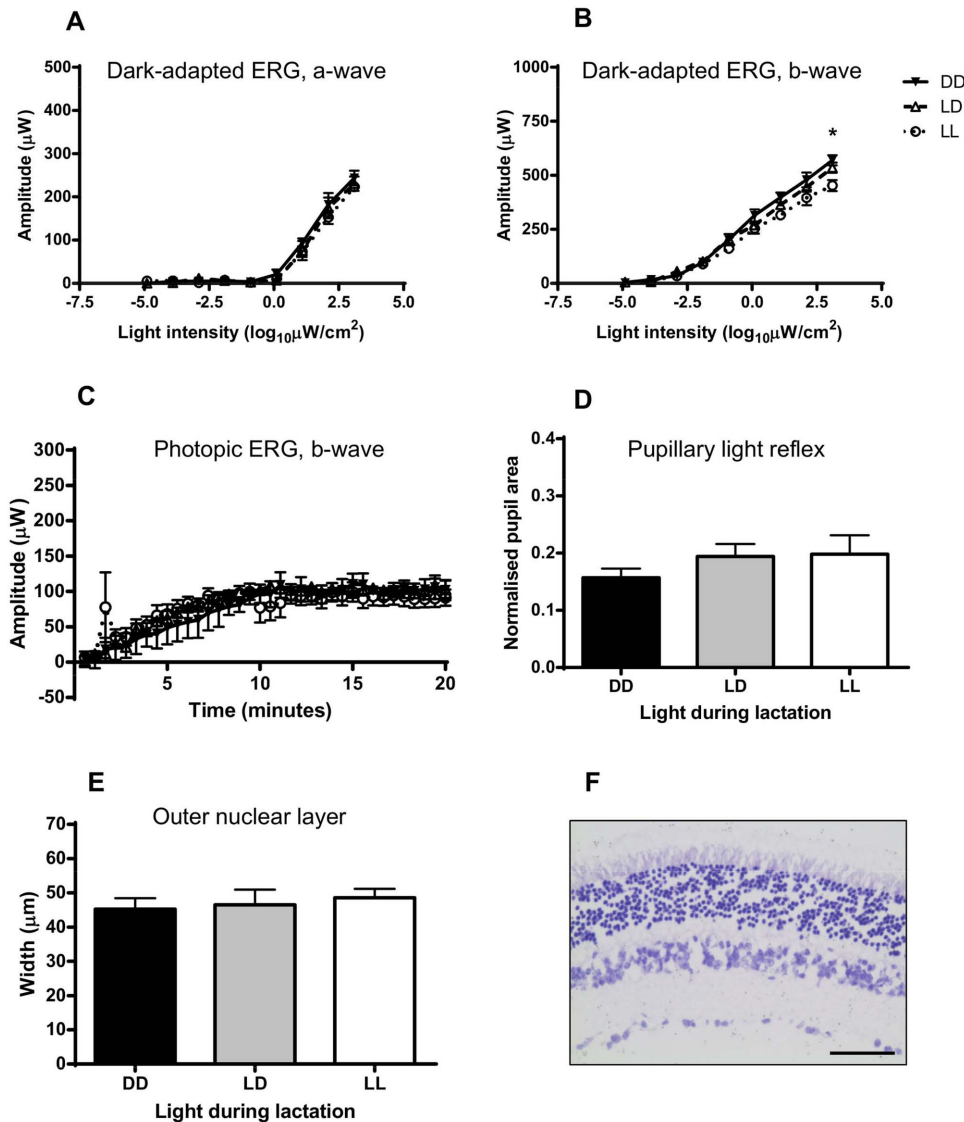 A
Dark-adapted ERG, a-wave
Amplitude (µW)
500
400
300
200
100
0
-7.5
-5.0
-2.5
0.0
2.5
5.0
Light intensity (log10µW/cm2)
B
Dark-adapted ERG, b-wave
Amplitude (µW)
1000
750
500
250
0
*
-7.5
-5.0
-2.5
0.0
2.5
5.0
Light intensity (log10µW/cm2)
DD
LD
LL
C
Photopic ERG, b-wave
Amplitude (µW)
300
250
200
150
100
50
0
-50
5
10
15
20
Time (minutes)
D
Pupillary light reflex
Normalised pupil area
0.4
0.3
0.2
0.1
0.0
DD
LD
LL
Light during lactation
E
Outer nuclear layer
Width (µm)
70
60
50
40
30
20
10
0
DD
LD
LL
Light during lactation
F